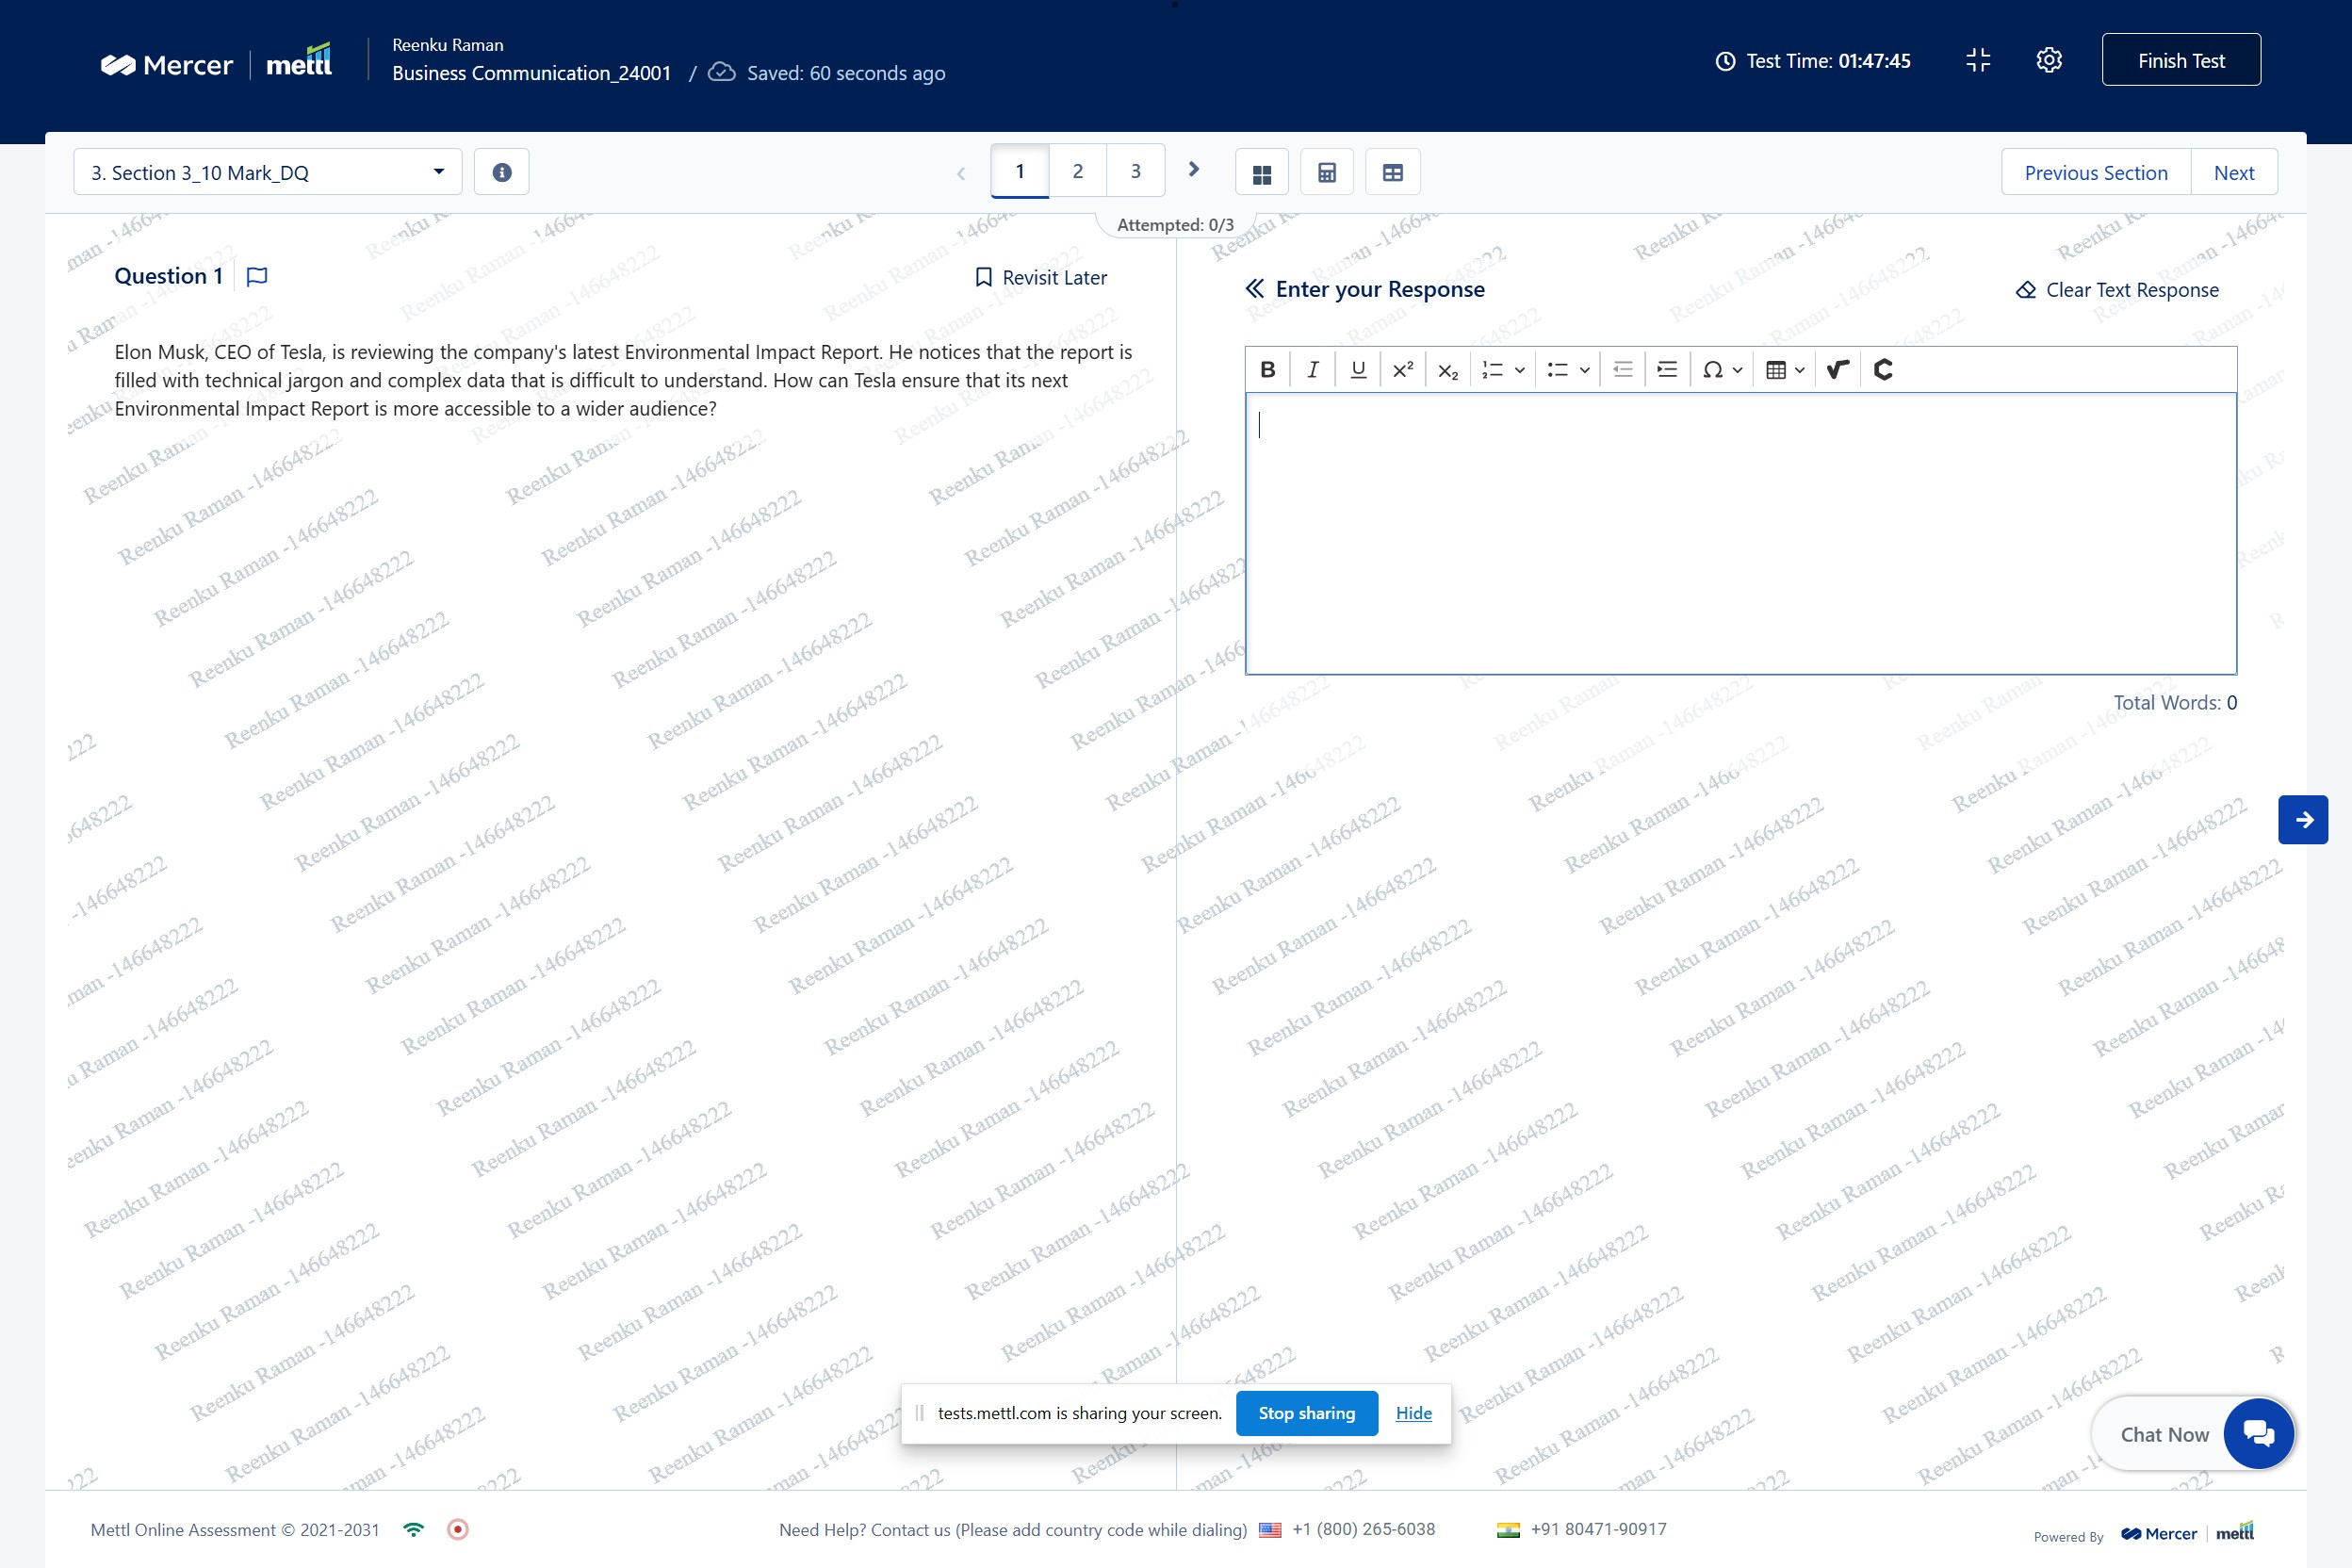 Mercer | mettl
Reenku Raman
Business Communication_24001 / Saved: 60 seconds ago
Test Time: 01:47:45
Finish Test
3. Section 3_10 Mark_DQ
1 2 3
Previous Section
Next
Attempted: 0/3
Question 1
Revisit Later
Elon Musk, CEO of Tesla, is reviewing the company's latest Environmental Impact Report. He notices that the report is
filled with technical jargon and complex data that is difficult to understand. How can Tesla ensure that its next
Environmental Impact Report is more accessible to a wider audience?
Enter your Response
Clear Text Response
Total Words: 0
Reenku Raman -146648222
tests.mettl.com is sharing your screen.
Stop sharing
Hide
Chat Now
Mettl Online Assessment © 2021-2031
Need Help? Contact us (Please add country code while dialing) +1 (800) 265-6038 +91 80471-90917
Powered By Mercer | mettl